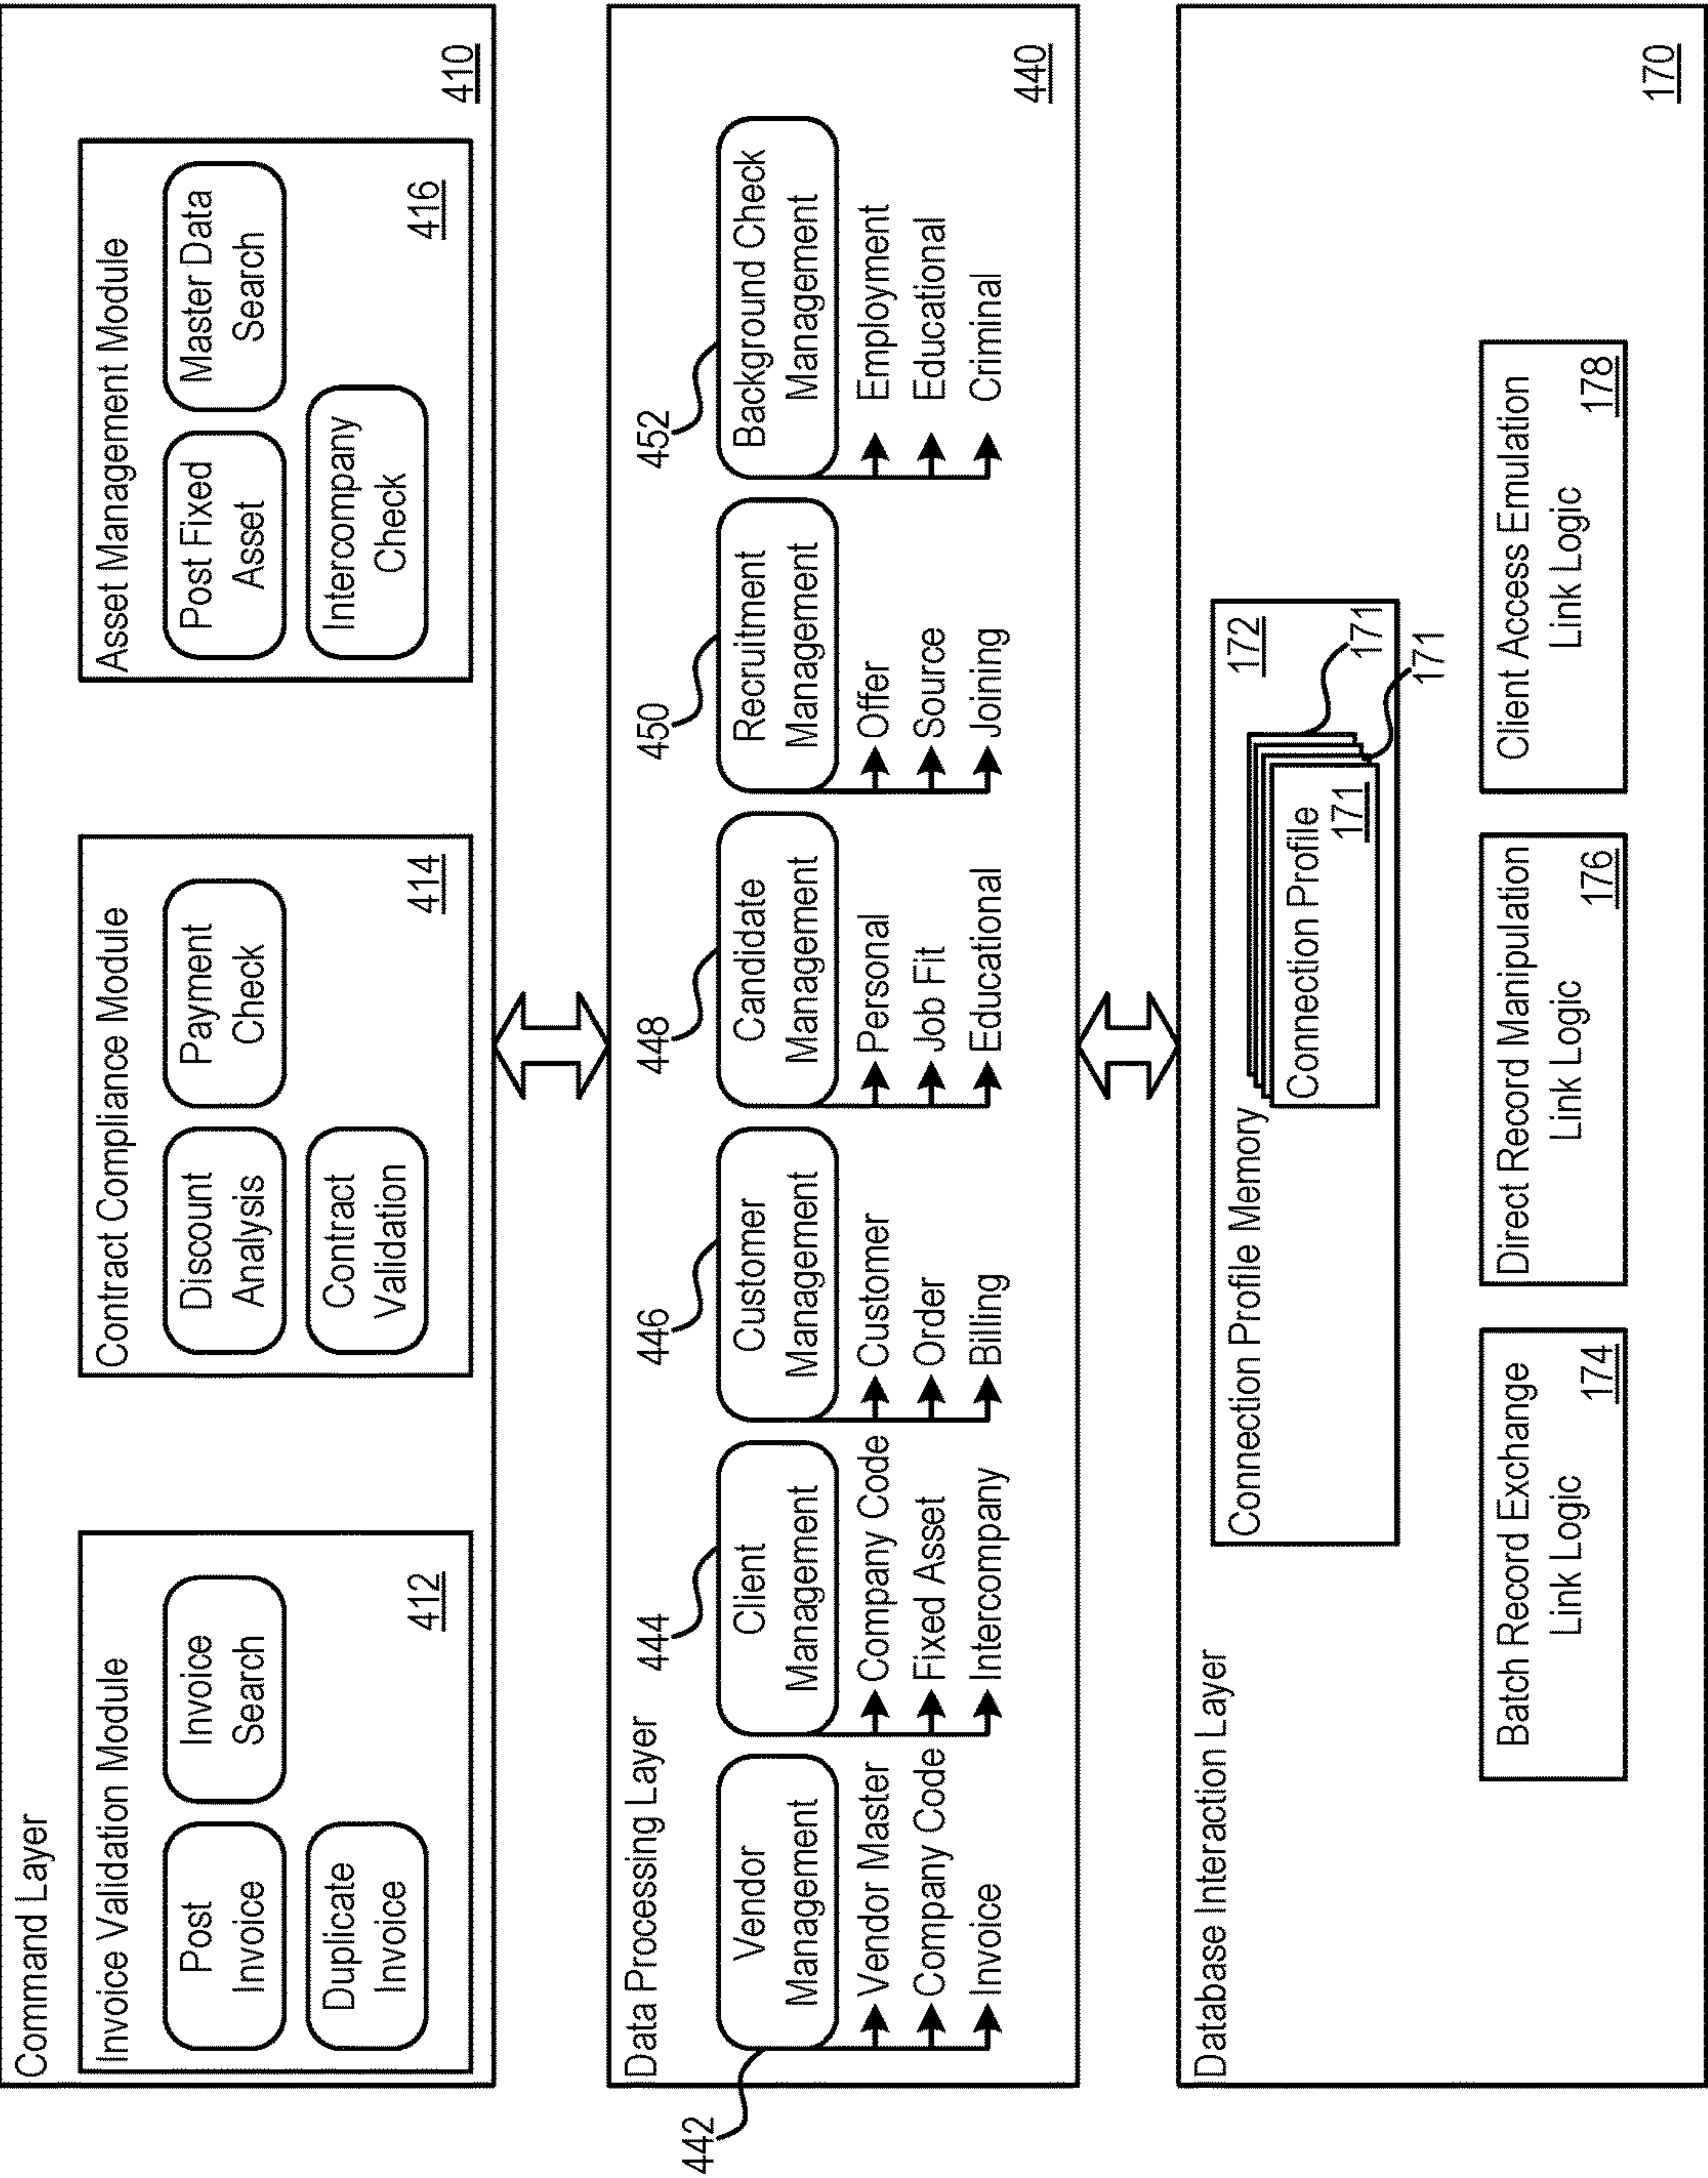 Command Layer
Invoice Validation Module
Post
Invoice
Invoice
Search
Duplicate
Invoice
412
Contract Compliance Module
Discount
Analysis
Payment
Check
Contract
Validation
414
Asset Management Module
Post Fixed
Asset
Master Data
Search
Intercompany
Check
416
410
Data Processing Layer
442
Vendor
Management
Vendor Master
Company Code
Invoice
444
Client
Management
Company Code
Fixed Asset
Intercompany
446
Customer
Management
Customer
Order
Billing
448
Candidate
Management
Personal
Job Fit
Educational
450
Recruitment
Management
Offer
Source
Joining
452
Background Check
Management
Employment
Educational
Criminal
440
Database Interaction Layer
Connection Profile Memory
172
Connection Profile
171
171
171
Batch Record Exchange
Link Logic
174
Direct Record Manipulation
Link Logic
176
Client Access Emulation
Link Logic
178
170